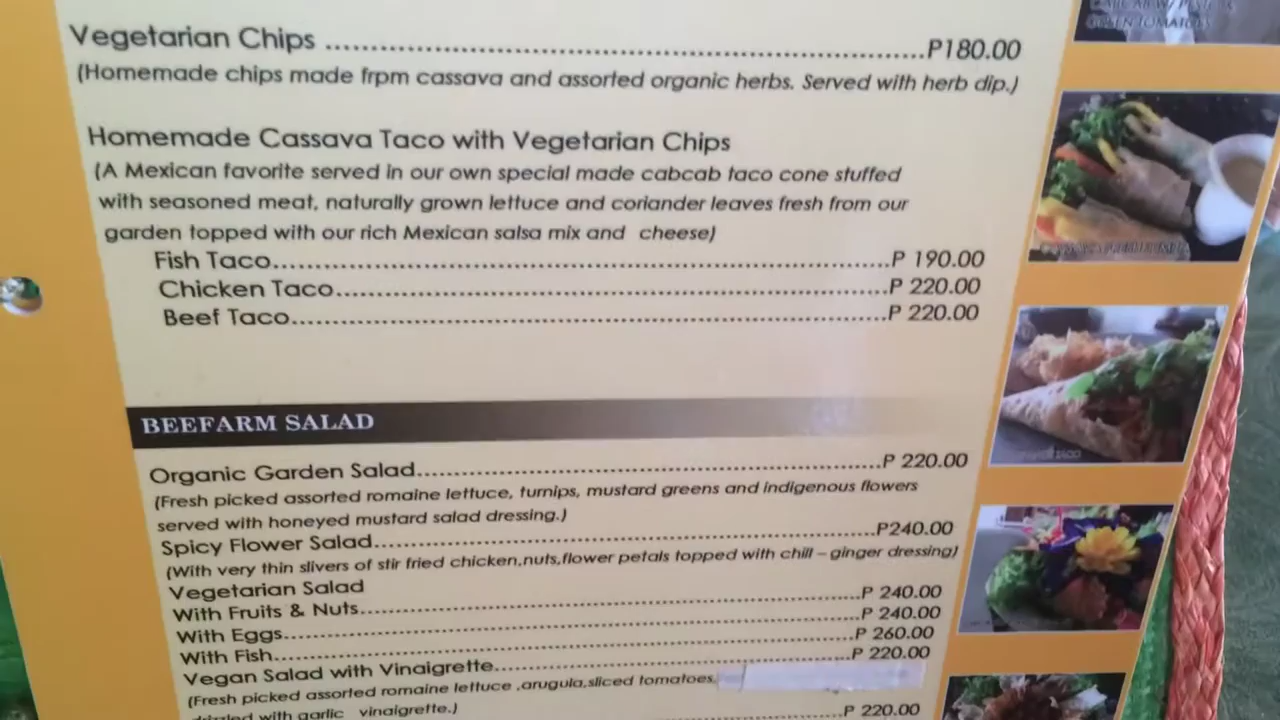 Vegetarian Chips ..........P180.00
(Homemade chips made frpm cassava and assorted organic herbs. Served with herb dip.)
Homemade Cassava Taco with Vegetarian Chips
(A Mexican favorite served in our own special made cabcab taco cone stuffed
with seasoned meat, naturally grown lettuce and coriander leaves fresh from our
garden topped with our rich Mexican salsa mix and cheese)
Fish Taco..........P 190.00
Chicken Taco..........P 220.00
Beef Taco..........P 220.00
BEEFARM SALAD
Organic Garden Salad..........P 220.00
(Fresh picked assorted romaine lettuce, turnips, mustard greens and indigenous flowers
served with honeyed mustard salad dressing.)
Spicy Flower Salad..........P240.00
(With very thin slivers of stir fried chicken,nuts,flower petals topped with chill – ginger dressing)
Vegetarian Salad
With Fruits & Nuts..........P 240.00
With Eggs..........P 240.00
With Fish..........P 260.00
Vegan Salad with Vinaigrette..........P 220.00
(Fresh picked assorted romaine lettuce ,arugula,sliced tomatoes,
with garlic vinaigrette.)
..........P 220.00
GREEN TOMATOES